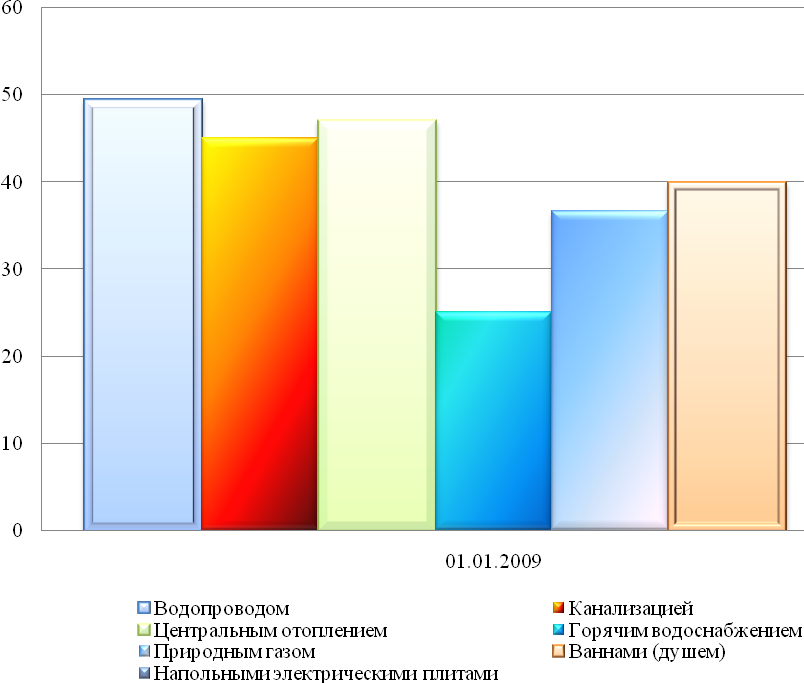 60
50
40
30
20
10
0
01.01.2009
Водопроводом Канализацией
Центральным отоплением Горячим водоснабжением
Природным газом Ваннами (душем)
Напольными электрическими плитами